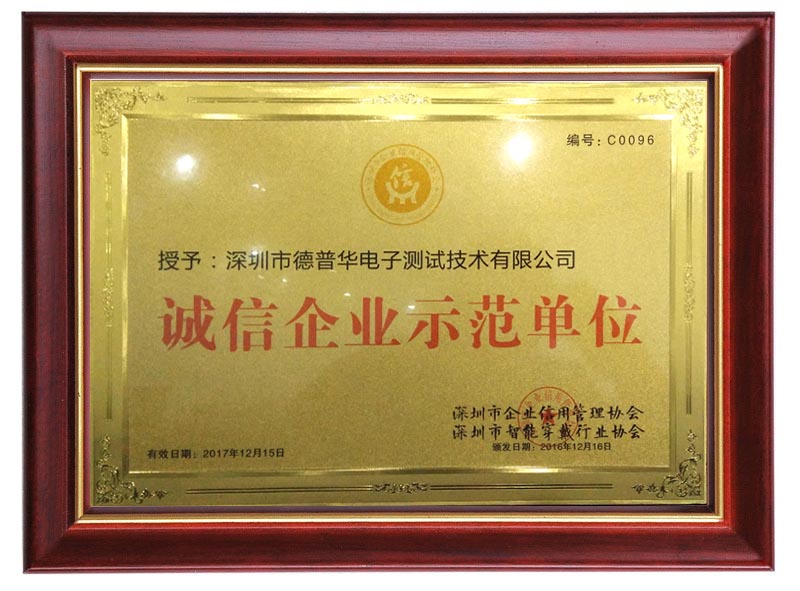 编号：C0096
信
授予：深圳市德普华电子测试技术有限公司
诚信企业示范单位
深圳市企业信用管理协会
深圳市智能穿戴行业协会
有效日期：2017年12月15日
颁发日期：2016年12月16日